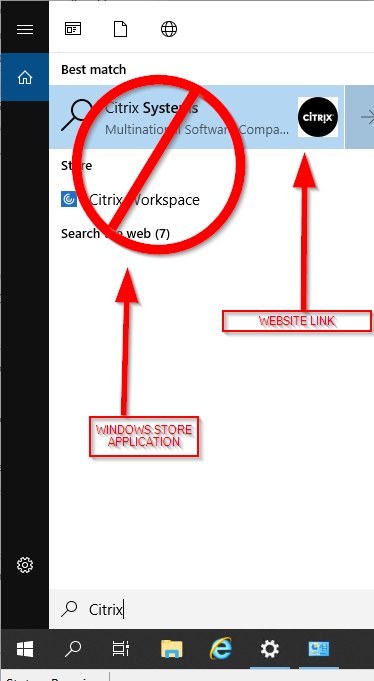 Best match
Citrix Systems
Multinational Software Compa...
CITRIX
Store
Citrix Workspace
Search the web (7)
WEBSITE LINK
WINDOWS STORE
APPLICATION
Citrix